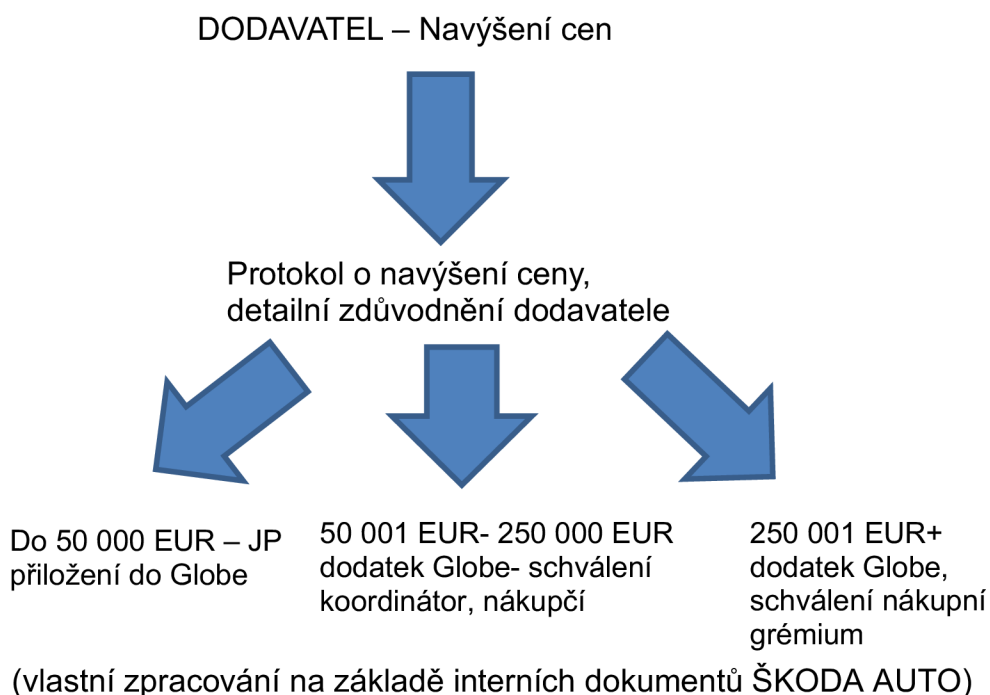 DODAVATEL – Navýšení cen
Protokol o navýšení ceny,
detailní zdůvodnění dodavatele
Do 50 000 EUR – JP
přiložení do Globe
50 001 EUR- 250 000 EUR
dodatek Globe- schválení
koordinátor, nákupčí
250 001 EUR+
dodatek Globe,
schválení nákupní
grémium
(vlastní zpracování na základě interních dokumentů ŠKODA AUTO)